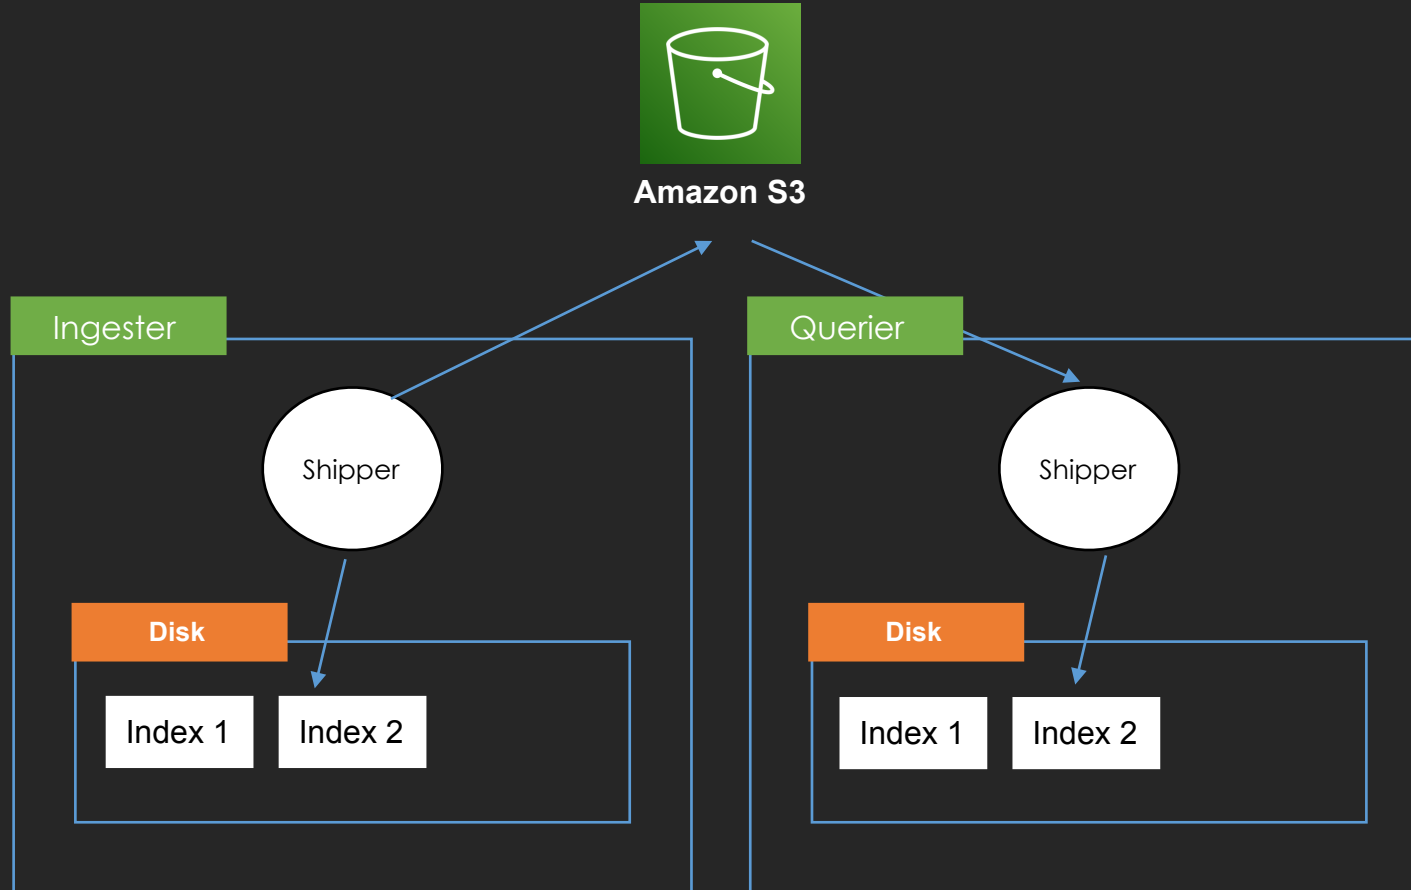 Amazon S3
Ingester
Querier
Shipper
Shipper
Disk
Disk
Index 1
Index 2
Index 1
Index 2